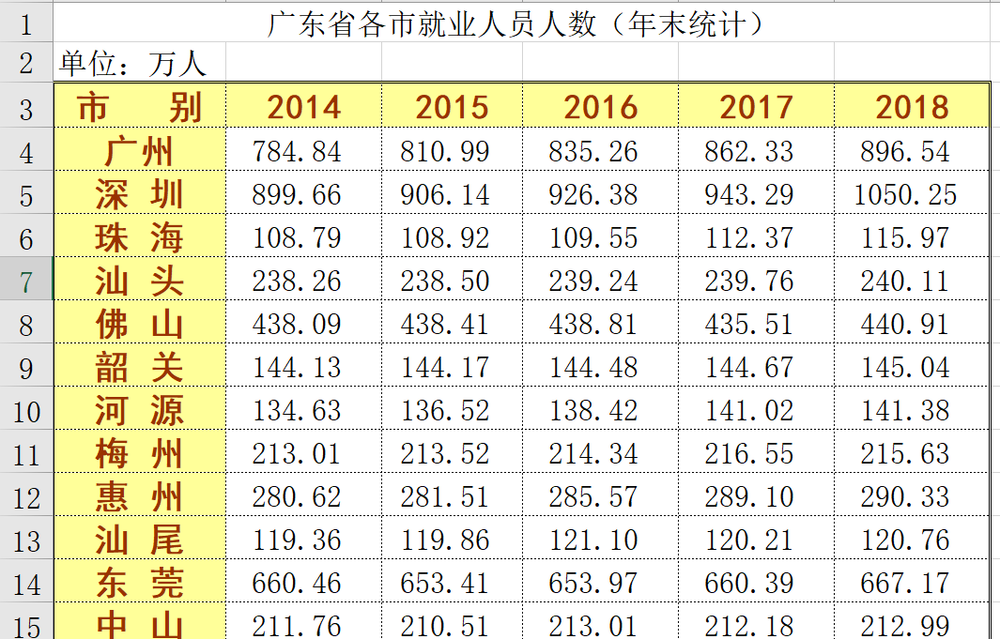 1 广东省各市就业人员人数（年末统计）
2 单位：万人
3 市 别 2014 2015 2016 2017 2018
4 广州 784.84 810.99 835.26 862.33 896.54
5 深 圳 899.66 906.14 926.38 943.29 1050.25
6 珠 海 108.79 108.92 109.55 112.37 115.97
7 汕 头 238.26 238.50 239.24 239.76 240.11
8 佛 山 438.09 438.41 438.81 435.51 440.91
9 韶 关 144.13 144.17 144.48 144.67 145.04
10 河 源 134.63 136.52 138.42 141.02 141.38
11 梅 州 213.01 213.52 214.34 216.55 215.63
12 惠 州 280.62 281.51 285.57 289.10 290.33
13 汕 尾 119.36 119.86 121.10 120.21 120.76
14 东 莞 660.46 653.41 653.97 660.39 667.17
15 中 山 211.76 210.51 213.01 212.18 212.99